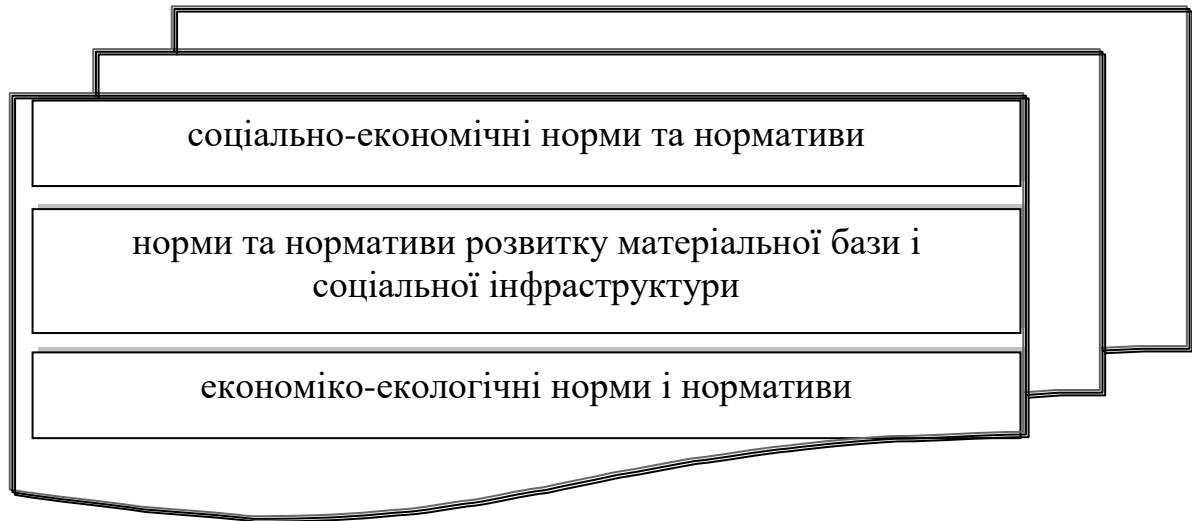 соціально-економічні норми та нормативи
норми та нормативи розвитку матеріальної бази і
соціальної інфраструктури
економіко-екологічні норми і нормативи